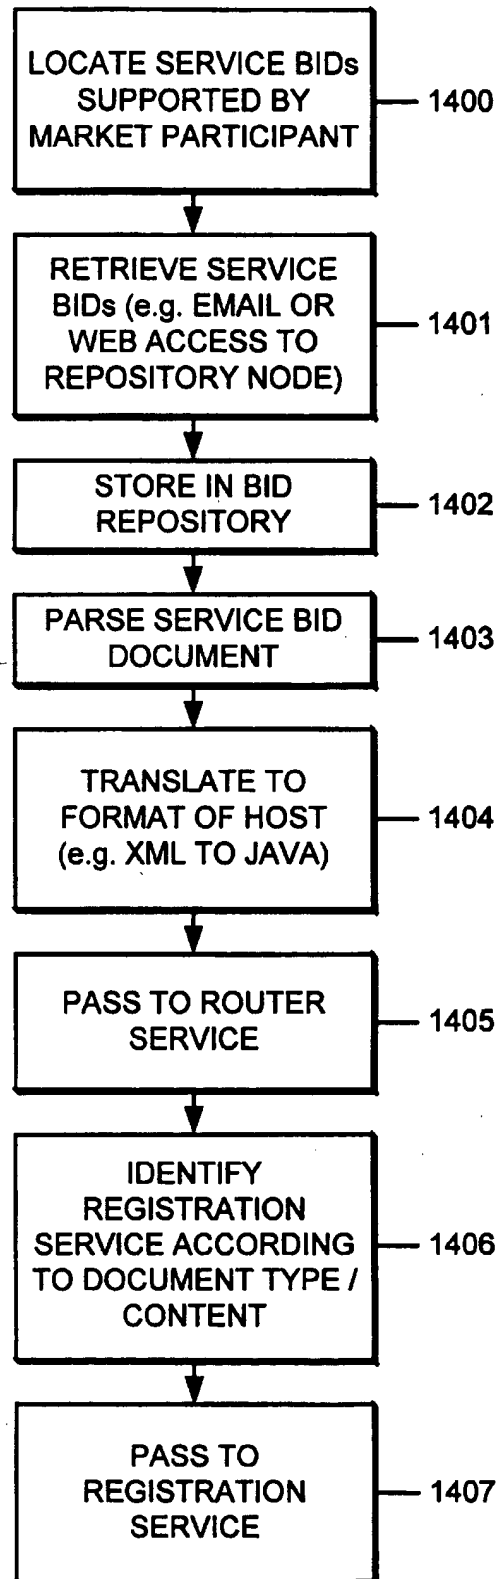 LOCATE SERVICE BIDs
SUPPORTED BY
MARKET PARTICIPANT
1400
RETRIEVE SERVICE
BIDs (e.g. EMAIL OR
WEB ACCESS TO
REPOSITORY NODE)
1401
STORE IN BID
REPOSITORY
1402
PARSE SERVICE BID
DOCUMENT
1403
TRANSLATE TO
FORMAT OF HOST
(e.g. XML TO JAVA)
1404
PASS TO ROUTER
SERVICE
1405
IDENTIFY
REGISTRATION
SERVICE ACCORDING
TO DOCUMENT TYPE /
CONTENT
1406
PASS TO
REGISTRATION
SERVICE
1407